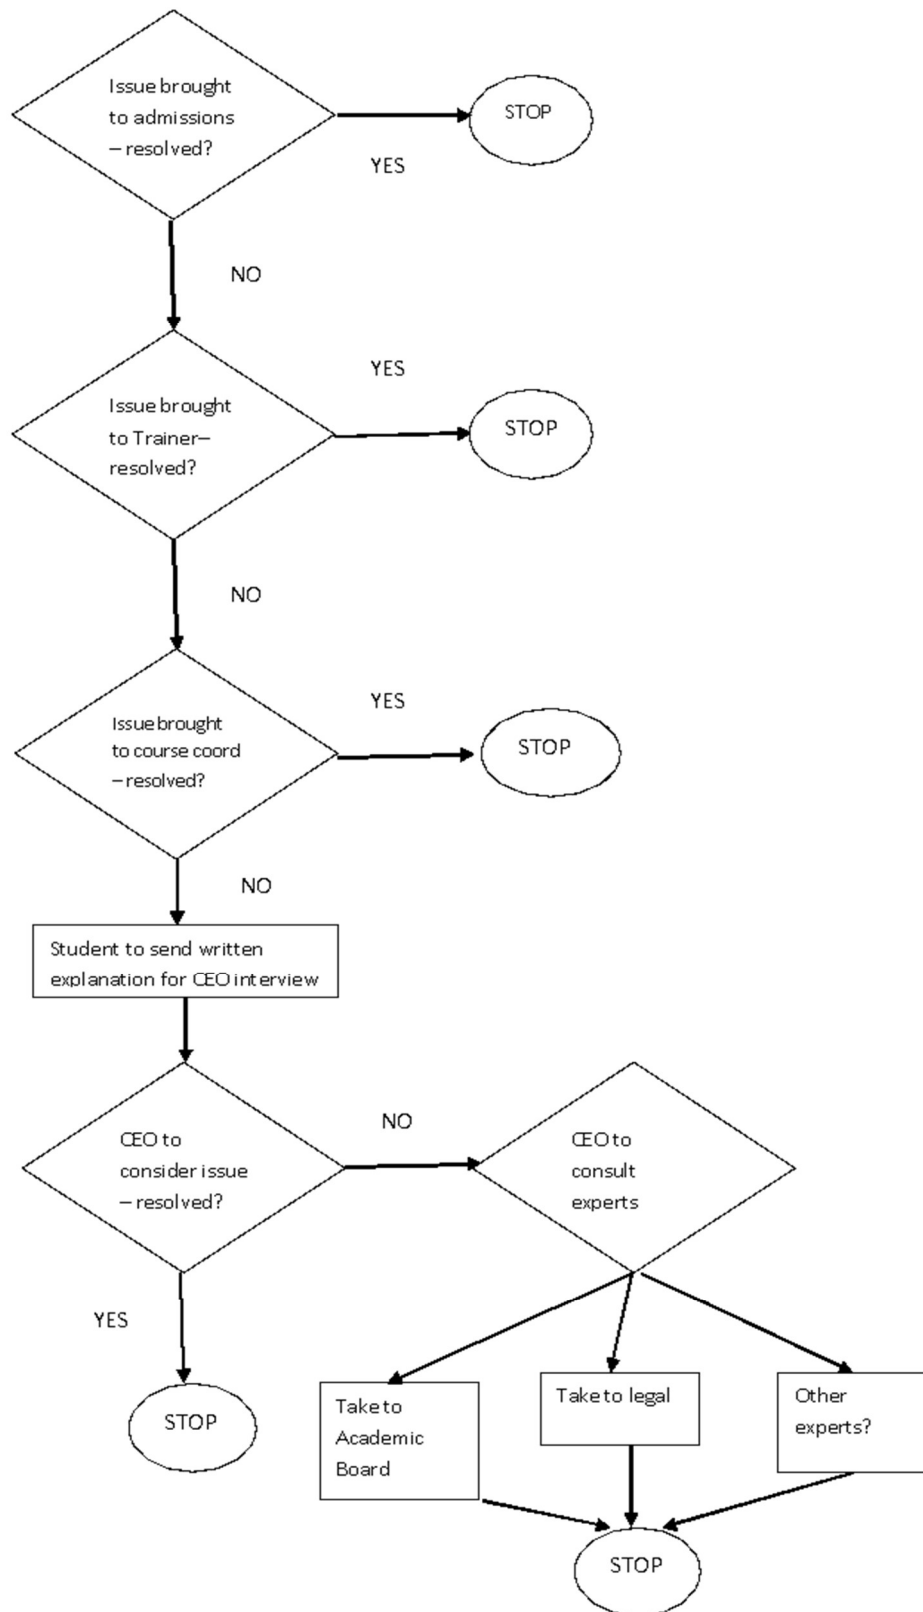 Issue brought
to admissions
– resolved?
STOP
YES
NO
YES
Issue brought
to Trainer–
resolved?
STOP
NO
YES
Issue brought
to course coord
– resolved?
STOP
NO
Student to send written
explanation for CEO interview
NO
CEO to
consider issue
– resolved?
CEO to
consult
experts
YES
STOP
Take to
Academic
Board
Take to legal
Other
experts?
STOP